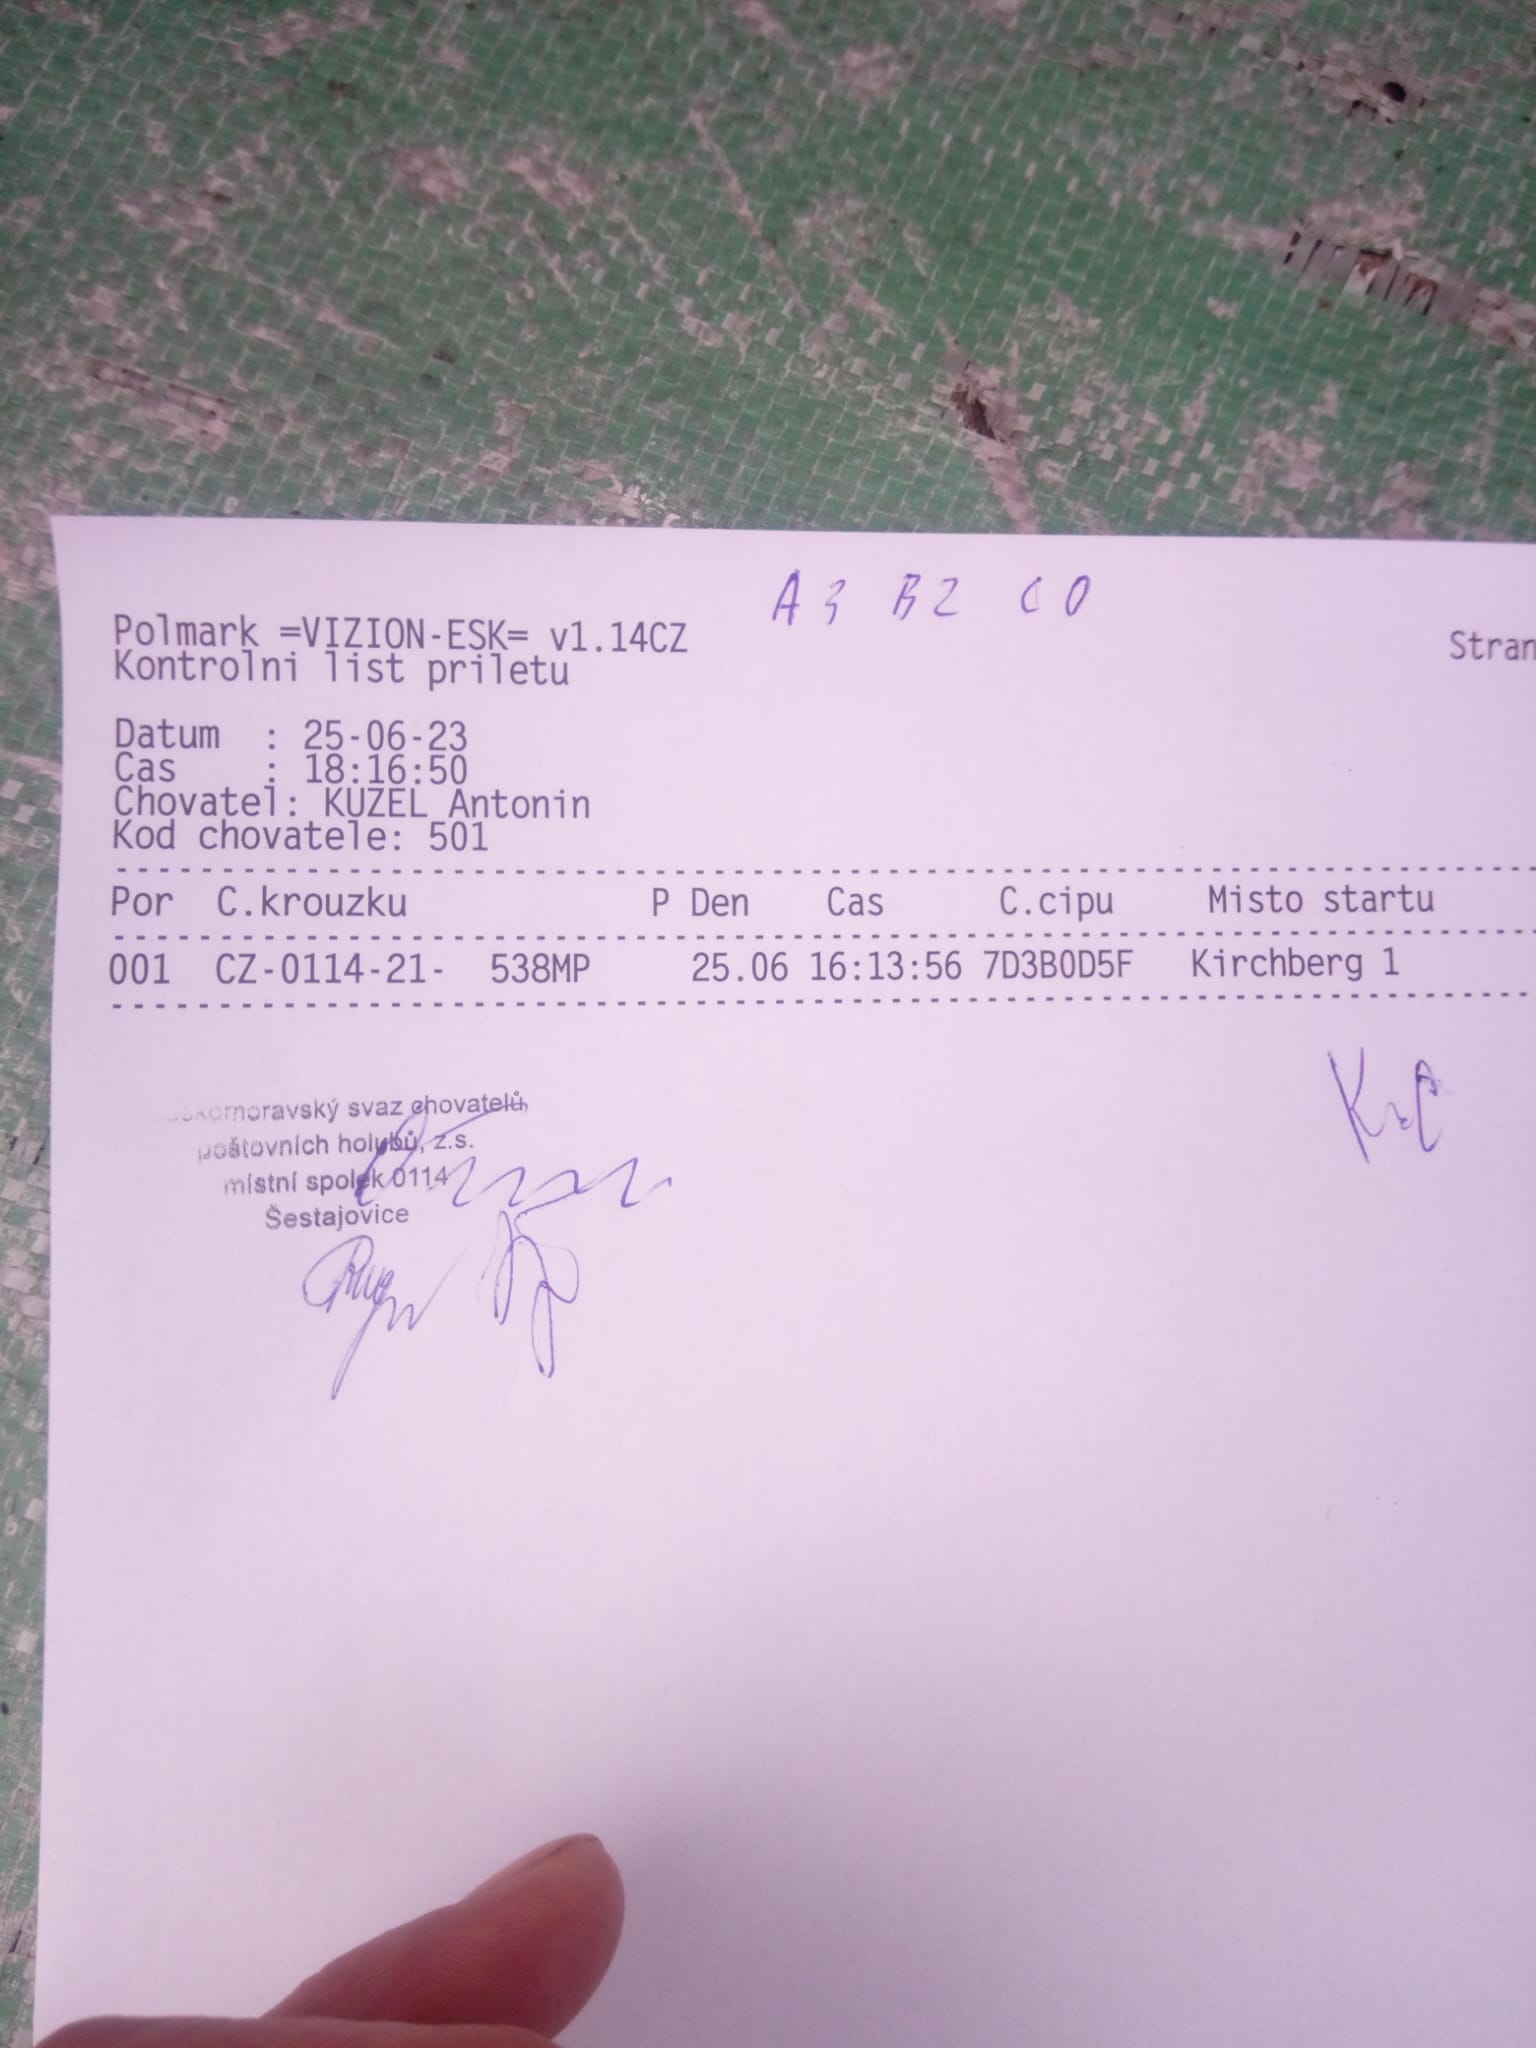 A3 B2 C0
Polmark =VIZION-ESK= v1.14CZ
Stran
Kontrolni list priletu
Datum : 25-06-23
Cas : 18:16:50
Chovatel: KUZEL Antonin
Kod chovatele: 501
Por C.krouzku P Den Cas C.cipu Misto startu
001 CZ-0114-21- 538MP 25.06 16:13:56 7D3B0D5F Kirchberg 1
svaz chovatelů
poštovních holubů, z.s.
místní spolek 0114
Šestajovice